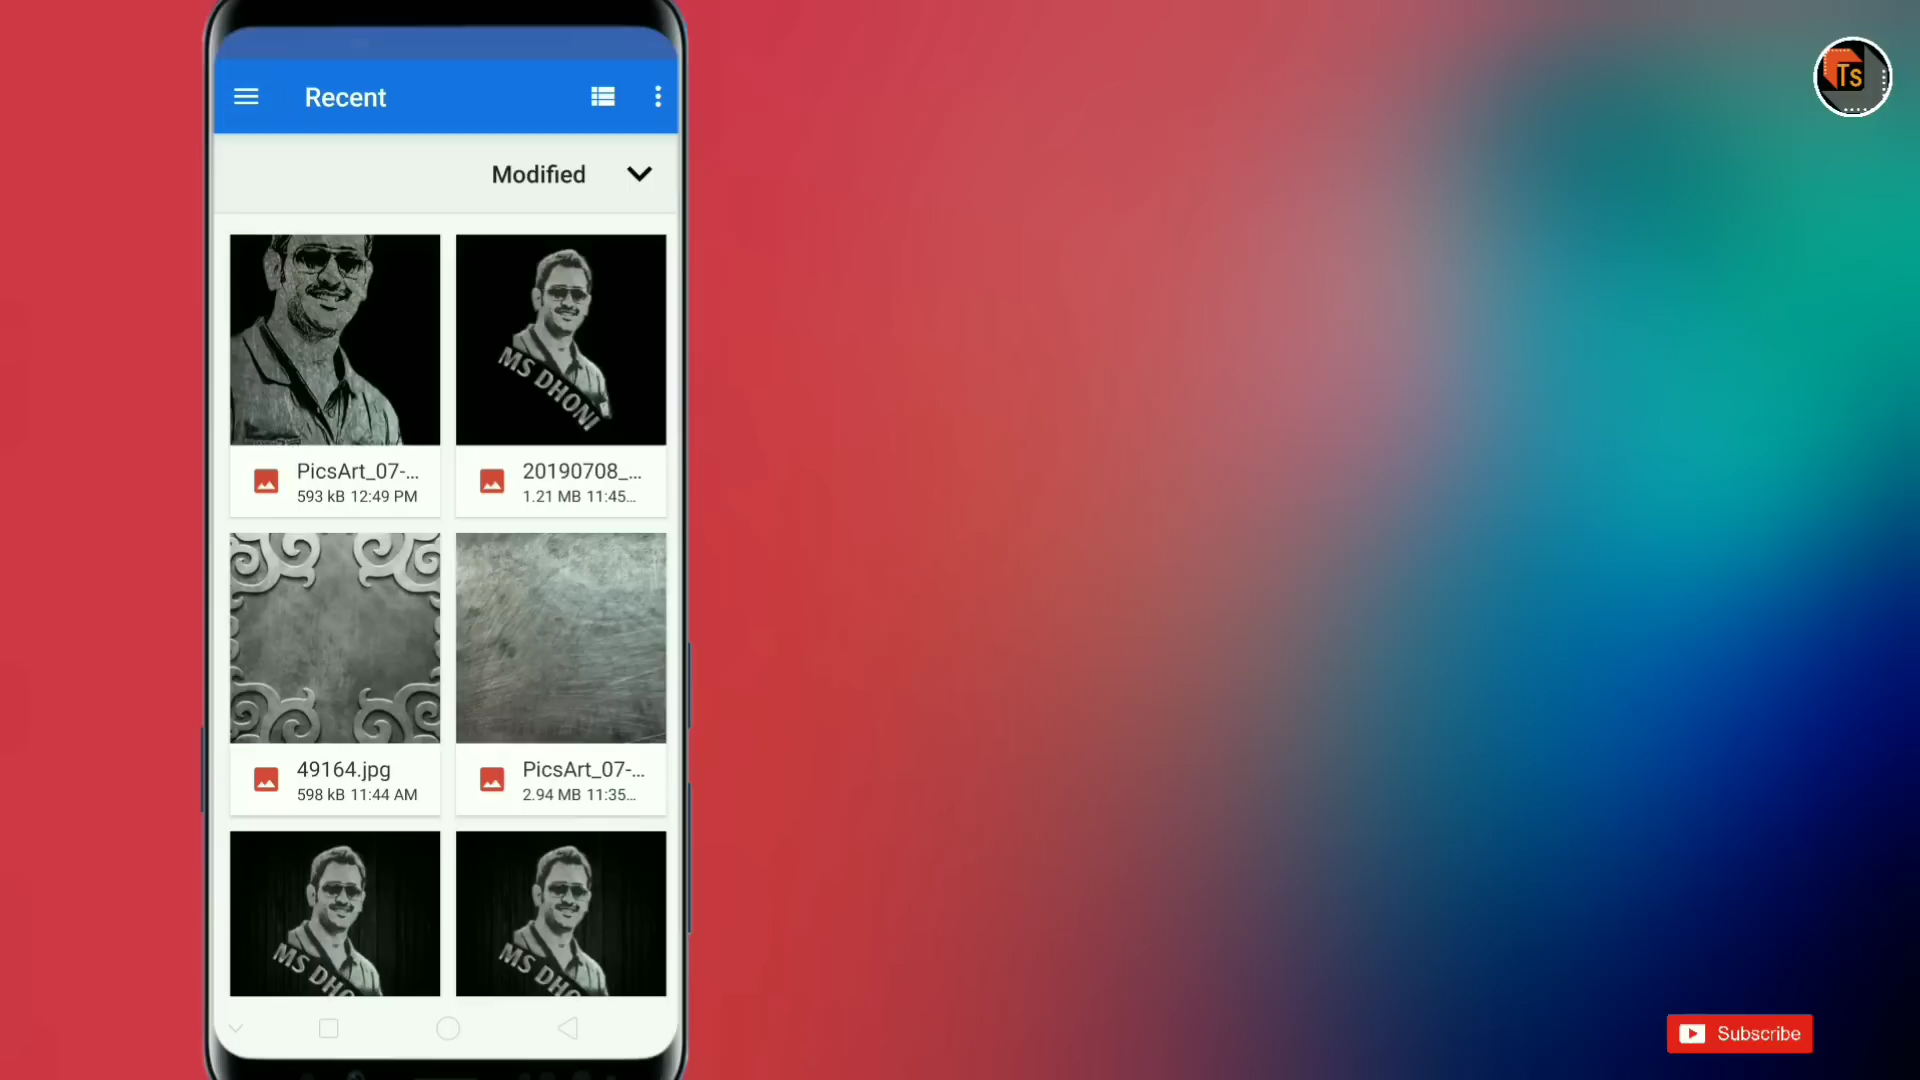 Recent
Ts
Modified
MS DHONI
PicsArt_07-...
593 kB 12:49 PM
20190708_...
1.21 MB 11:45...
49164.jpg
598 kB 11:44 AM
PicsArt_07-...
2.94 MB 11:35...
MS DHO
MS DHO
Subscribe